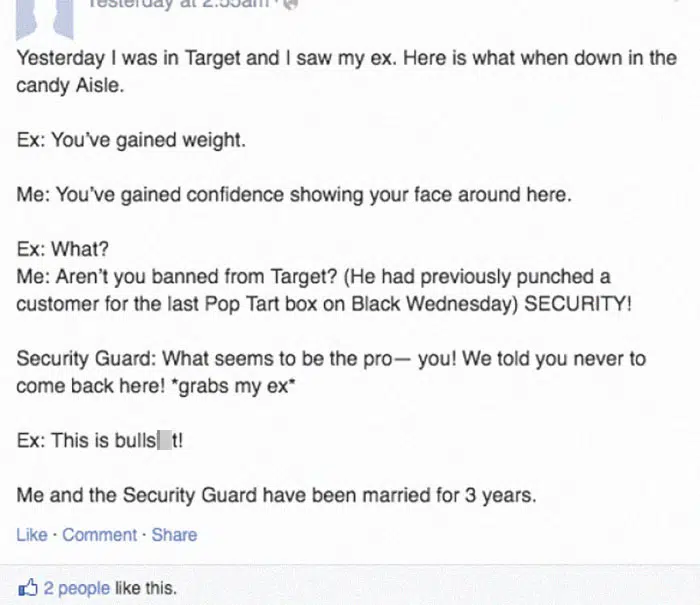 Yesterday at 2:55am
Yesterday I was in Target and I saw my ex. Here is what when down in the
candy Aisle.
Ex: You've gained weight.
Me: You've gained confidence showing your face around here.
Ex: What?
Me: Aren't you banned from Target? (He had previously punched a
customer for the last Pop Tart box on Black Wednesday) SECURITY!
Security Guard: What seems to be the pro— you! We told you never to
come back here! *grabs my ex*
Ex: This is bulls t!
Me and the Security Guard have been married for 3 years.
Like · Comment · Share
2 people like this.